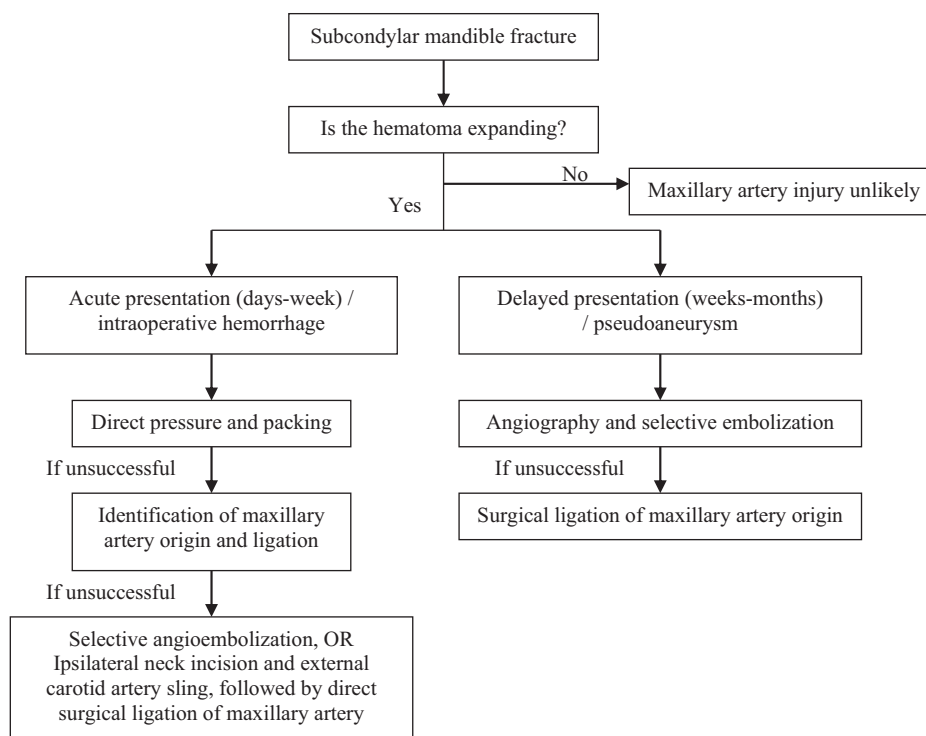 Subcondylar mandible fracture
Is the hematoma expanding?
No
Maxillary artery injury unlikely
Yes
Acute presentation (days-week) /
intraoperative hemorrhage
Delayed presentation (weeks-months)
/ pseudoaneurysm
Direct pressure and packing
Angiography and selective embolization
If unsuccessful
If unsuccessful
Identification of maxillary
artery origin and ligation
Surgical ligation of maxillary artery origin
If unsuccessful
Selective angioembolization, OR
Ipsilateral neck incision and external
carotid artery sling, followed by direct
surgical ligation of maxillary artery